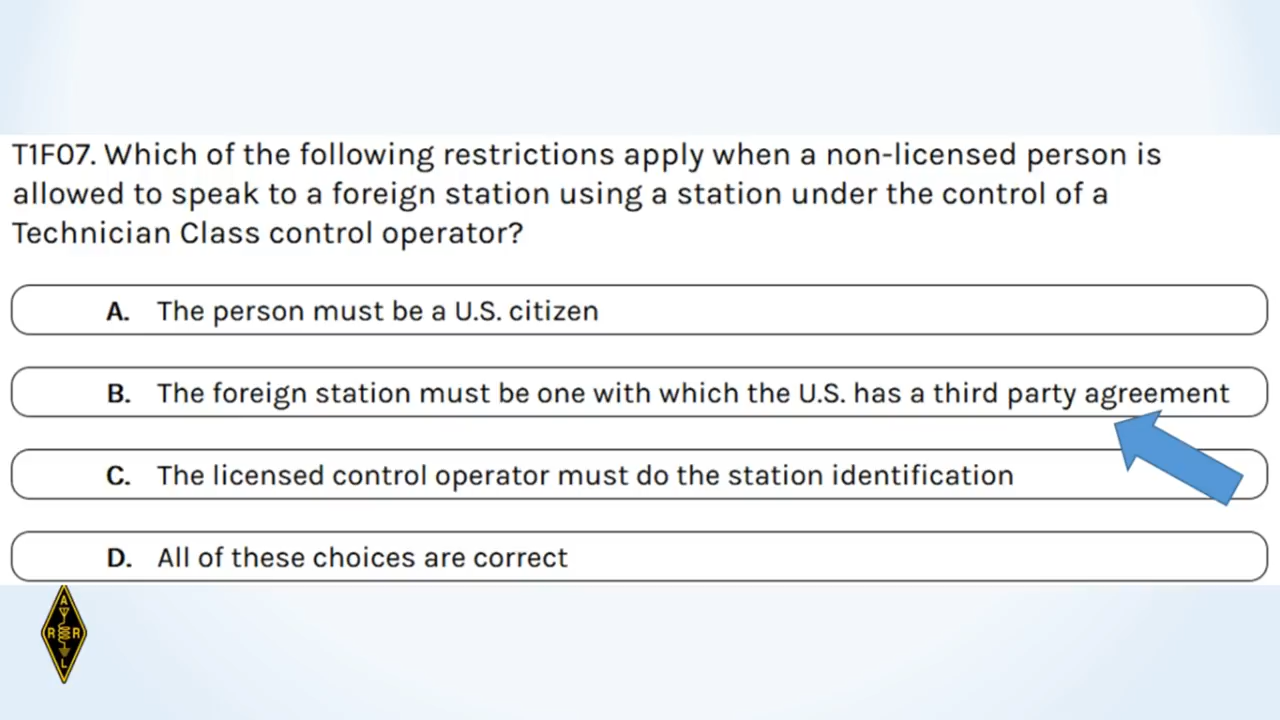 T1F07. Which of the following restrictions apply when a non-licensed person is
allowed to speak to a foreign station using a station under the control of a
Technician Class control operator?
A. The person must be a U.S. citizen
B. The foreign station must be one with which the U.S. has a third party agreement
C. The licensed control operator must do the station identification
D. All of these choices are correct
A
R R
L